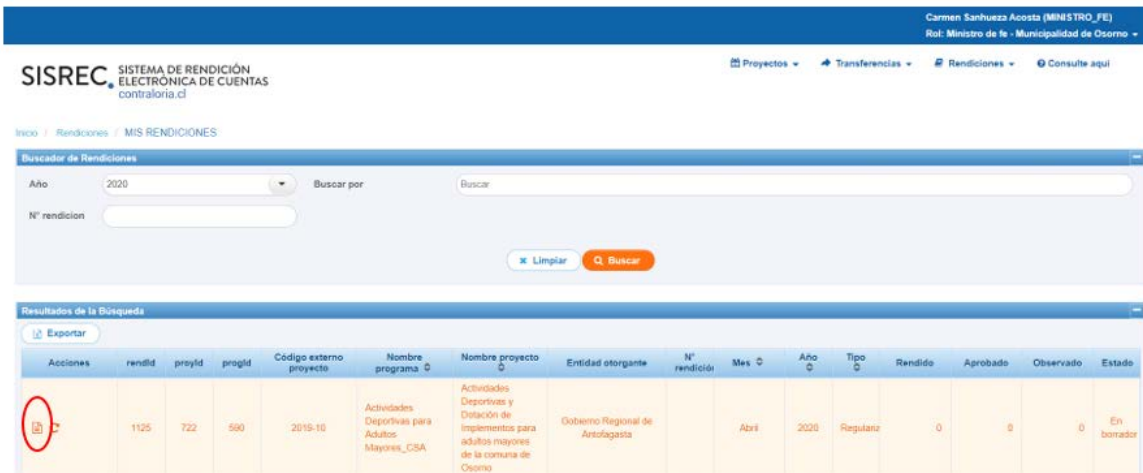 Carmen Sanhueza Acosta (MINISTRO_FE)
Rol: Ministro de fe - Municipalidad de Osorno
SISREC. SISTEMA DE RENDICIÓN
ELECTRÓNICA DE CUENTAS
contraloria.cl
Proyectos Transferencias Rendiciones Consulte aqui
Inicio / Rendiciones / MIS RENDICIONES
Buscador de Rendiciones
Año 2020 Buscar por Buscar
N° rendicion
Limpiar Buscar
Resultados de la Búsqueda
Exportar
Acciones rendId proyId progId Código externo proyecto Nombre programa Nombre proyecto Entidad otorgante N° rendición Mes Año Tipo Rendido Aprobado Observado Estado
1125 722 590 2019-10 Actividades Deportivas para Adultos Mayores_CSA Actividades Deportivas y Dotación de Implementos para adultos mayores de la comuna de Osorno Gobierno Regional de Antofagasta Abril 2020 Regulariz 0 0 0 En borrador